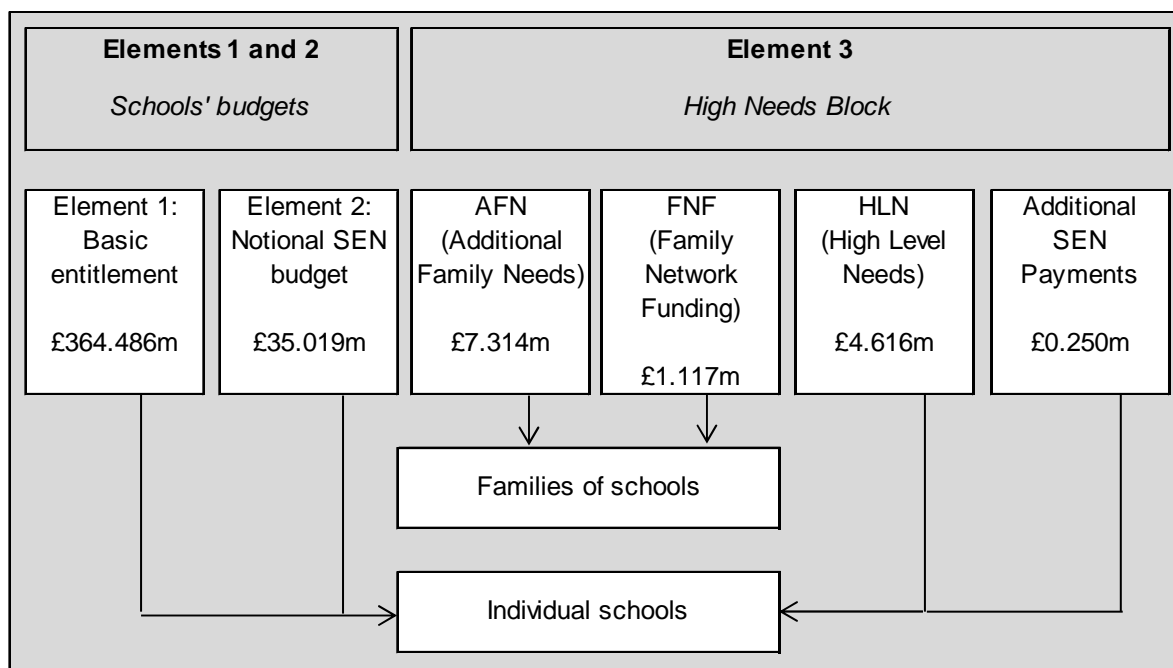 Elements 1 and 2
Schools' budgets
Element 3
High Needs Block
Element 1:
Basic
entitlement
£364.486m
Element 2:
Notional SEN
budget
£35.019m
AFN
(Additional
Family Needs)
£7.314m
FNF
(Family
Network
Funding)
£1.117m
HLN
(High Level
Needs)
£4.616m
Additional
SEN
Payments
£0.250m
Families of schools
Individual schools